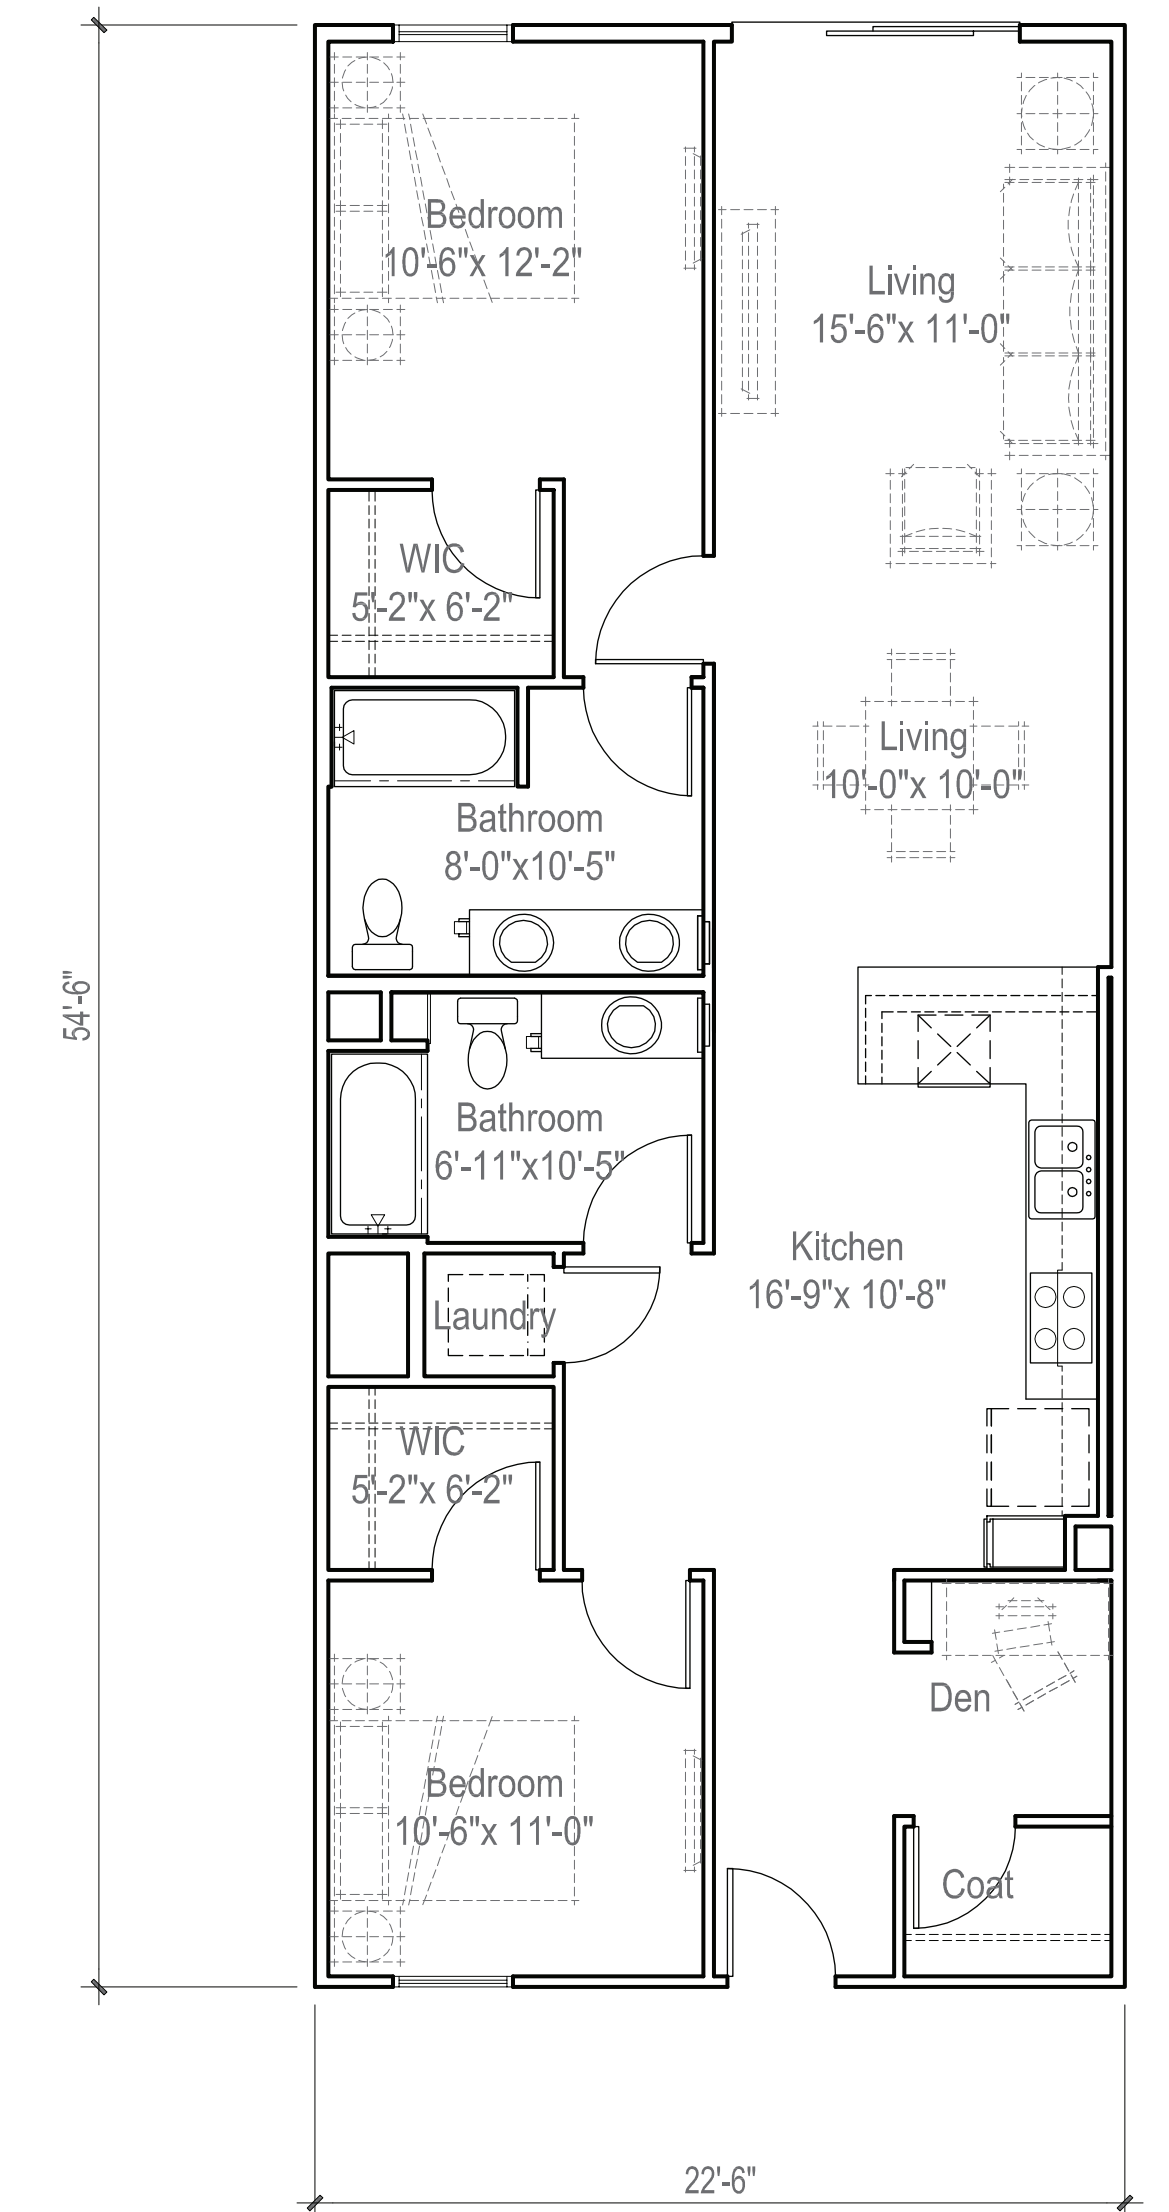 Bedroom
10'-6"x 12'-2"
Living
15'-6"x 11'-0"
WIC
5'-2"x 6'-2"
Living
10'-0"x 10'-0"
Bathroom
8'-0"x10'-5"
54'-6"
Bathroom
6'-11"x10'-5"
Kitchen
16'-9"x 10'-8"
Laundry
WIC
5'-2"x 6'-2"
Den
Bedroom
10'-6"x 11'-0"
Coat
22'-6"